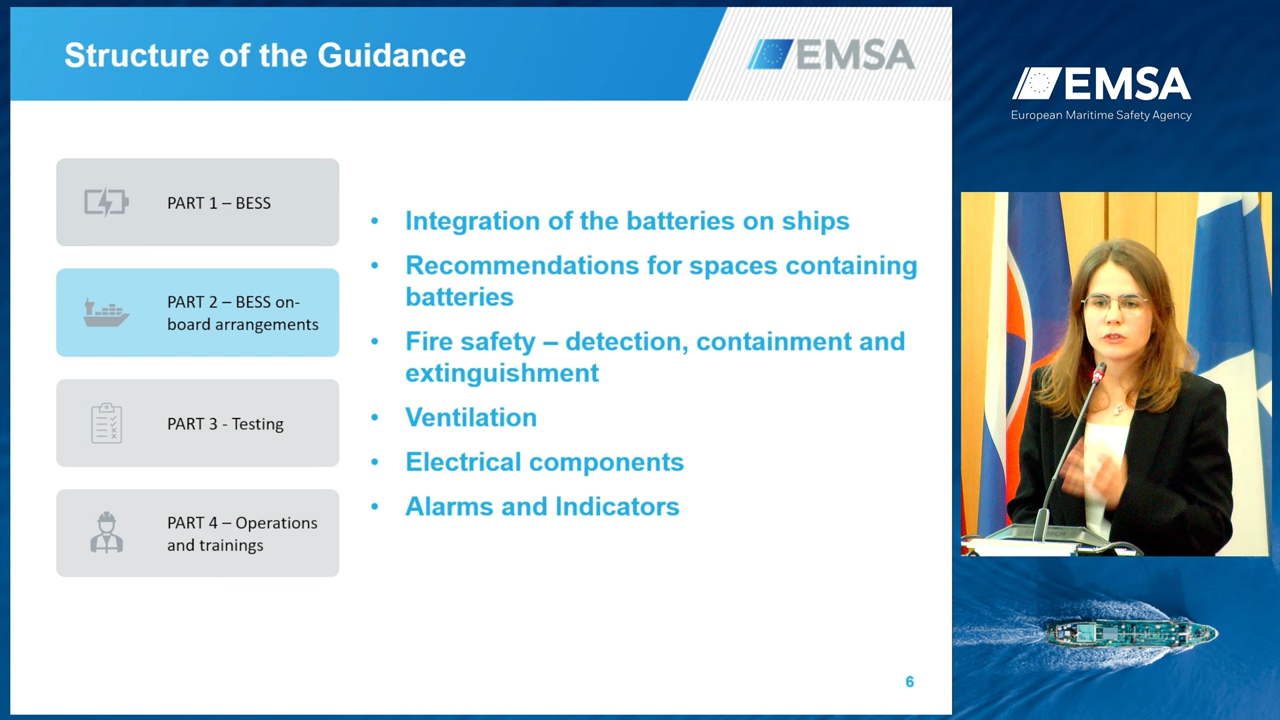 Structure of the Guidance
EMSA
EMSA
European Maritime Safety Agency
PART 1 – BESS
PART 2 – BESS on-
board arrangements
PART 3 - Testing
PART 4 – Operations
and trainings
• Integration of the batteries on ships
• Recommendations for spaces containing
batteries
• Fire safety – detection, containment and
extinguishment
• Ventilation
• Electrical components
• Alarms and Indicators
6